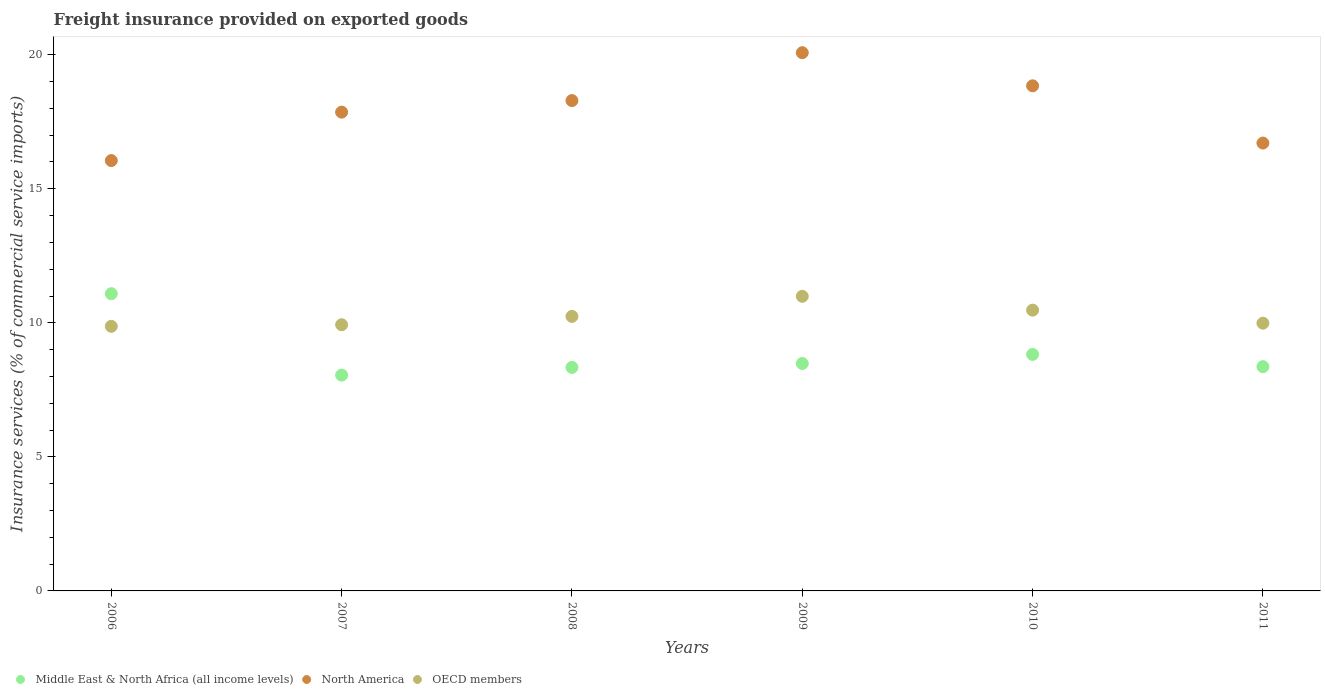 Freight insurance provided on exported goods
Insurance services (% of commercial service imports)
20
15
10
5
0
2006
2007
2008
2009
2010
2011
Years
Middle East & North Africa (all income levels)
North America
OECD members